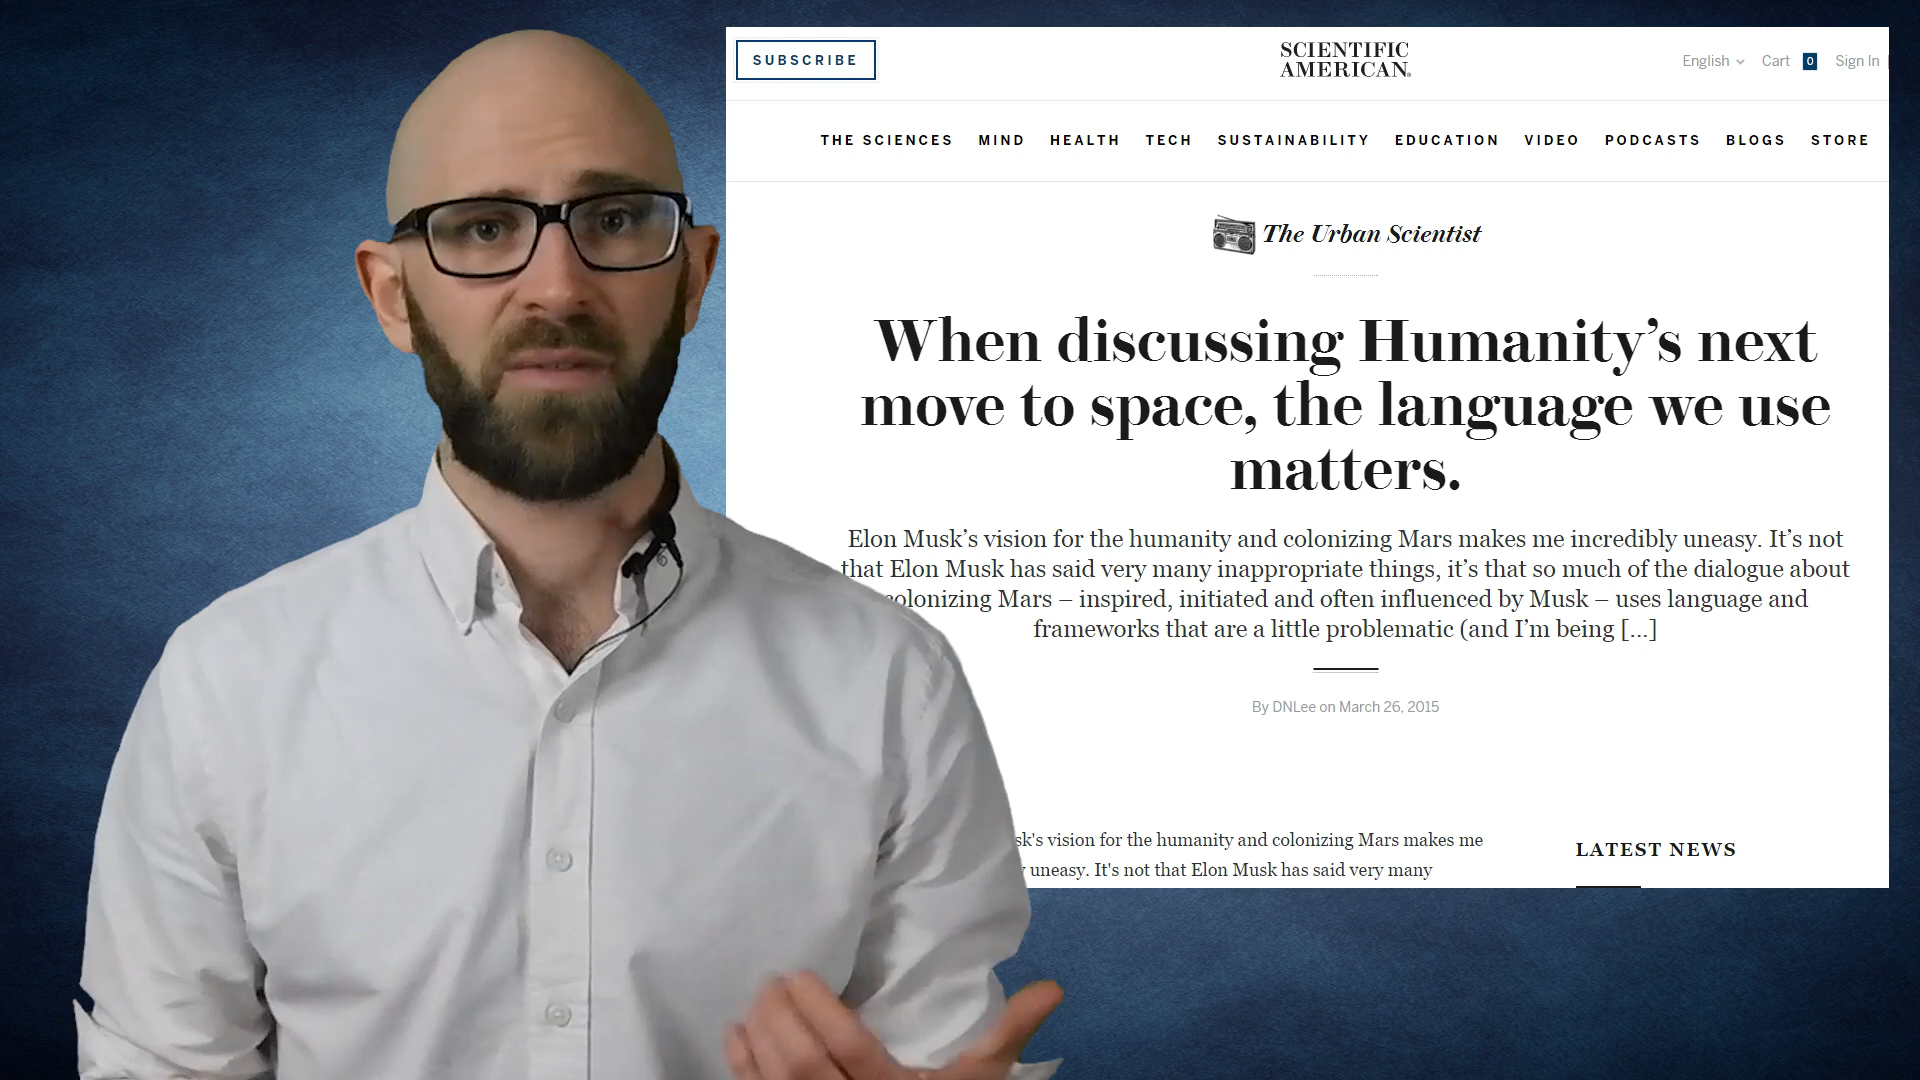 SUBSCRIBE
SCIENTIFIC
AMERICAN®
English
Cart
0
Sign In
THE SCIENCES MIND HEALTH TECH SUSTAINABILITY EDUCATION VIDEO PODCASTS BLOGS STORE
The Urban Scientist
When discussing Humanity's next
move to space, the language we use
matters.
Elon Musk's vision for the humanity and colonizing Mars makes me incredibly uneasy. It's not
that Elon Musk has said very many inappropriate things, it's that so much of the dialogue about
colonizing Mars – inspired, initiated and often influenced by Musk – uses language and
frameworks that are a little problematic (and I'm being [...]
By DNLee on March 26, 2015
sk's vision for the humanity and colonizing Mars makes me
uneasy. It's not that Elon Musk has said very many
LATEST NEWS